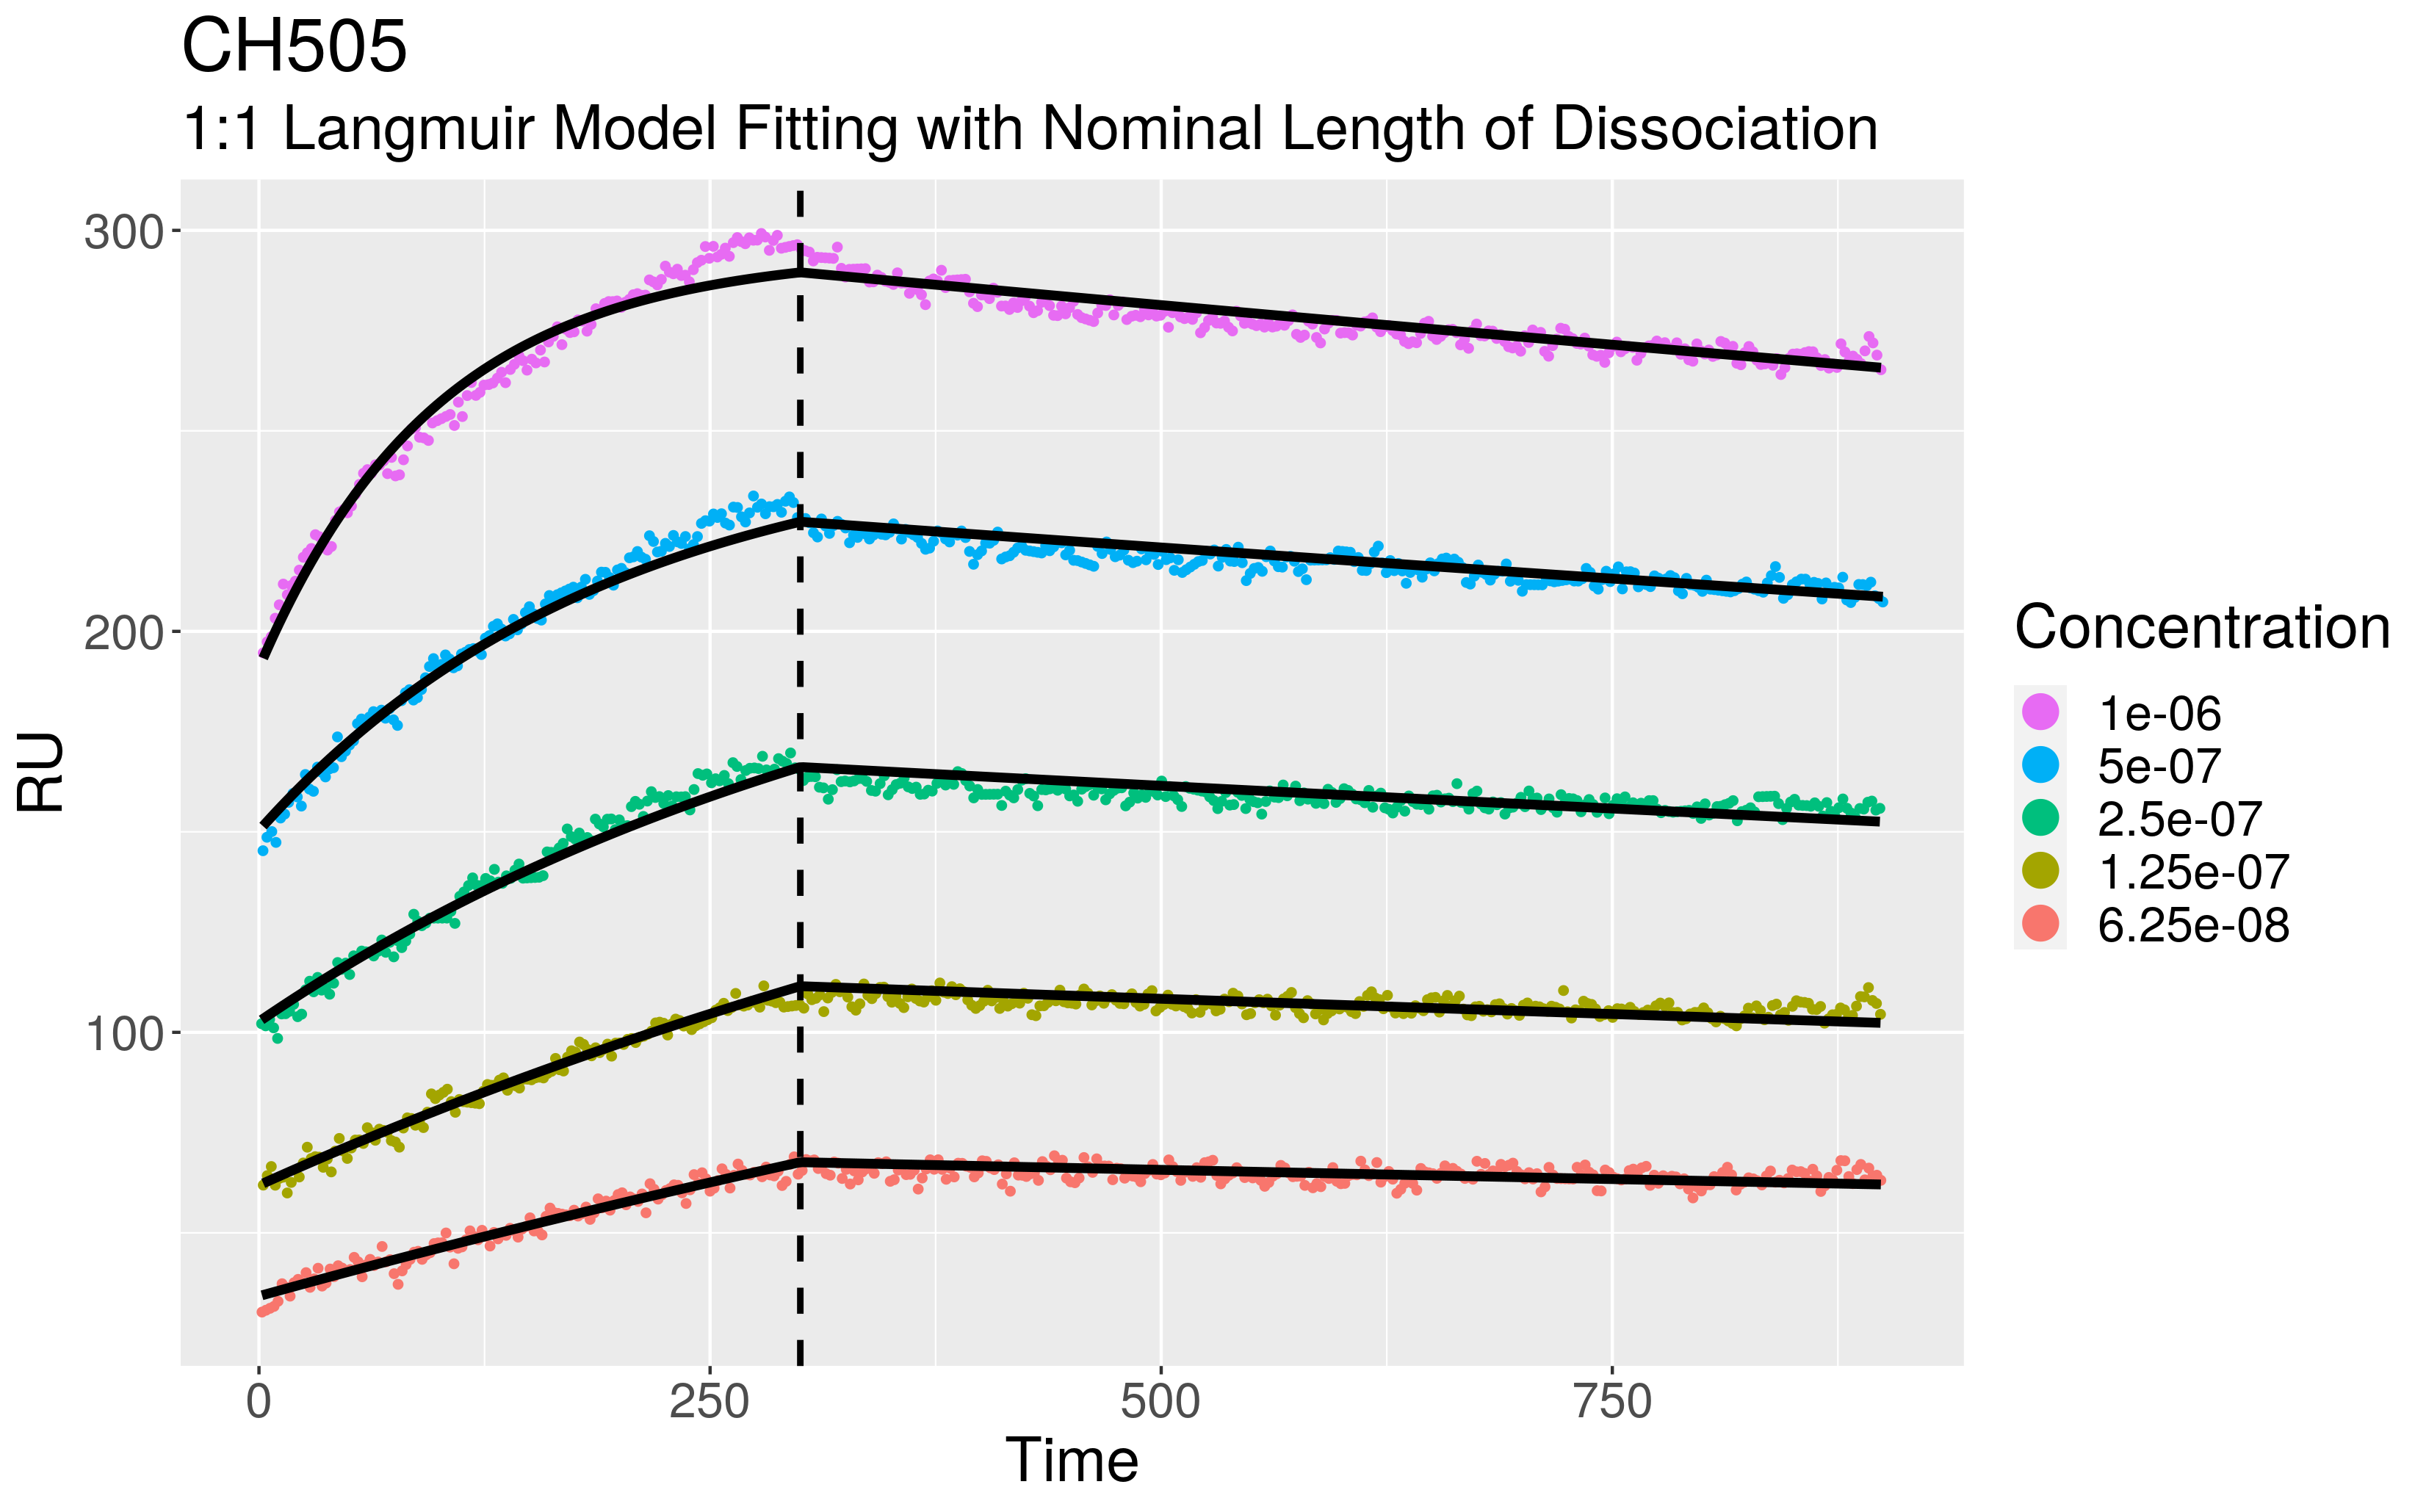 CH505
1:1 Langmuir Model Fitting with Nominal Length of Dissociation
300
200
100
RU
0
250
500
750
Time
Concentration
1e-06
5e-07
2.5e-07
1.25e-07
6.25e-08